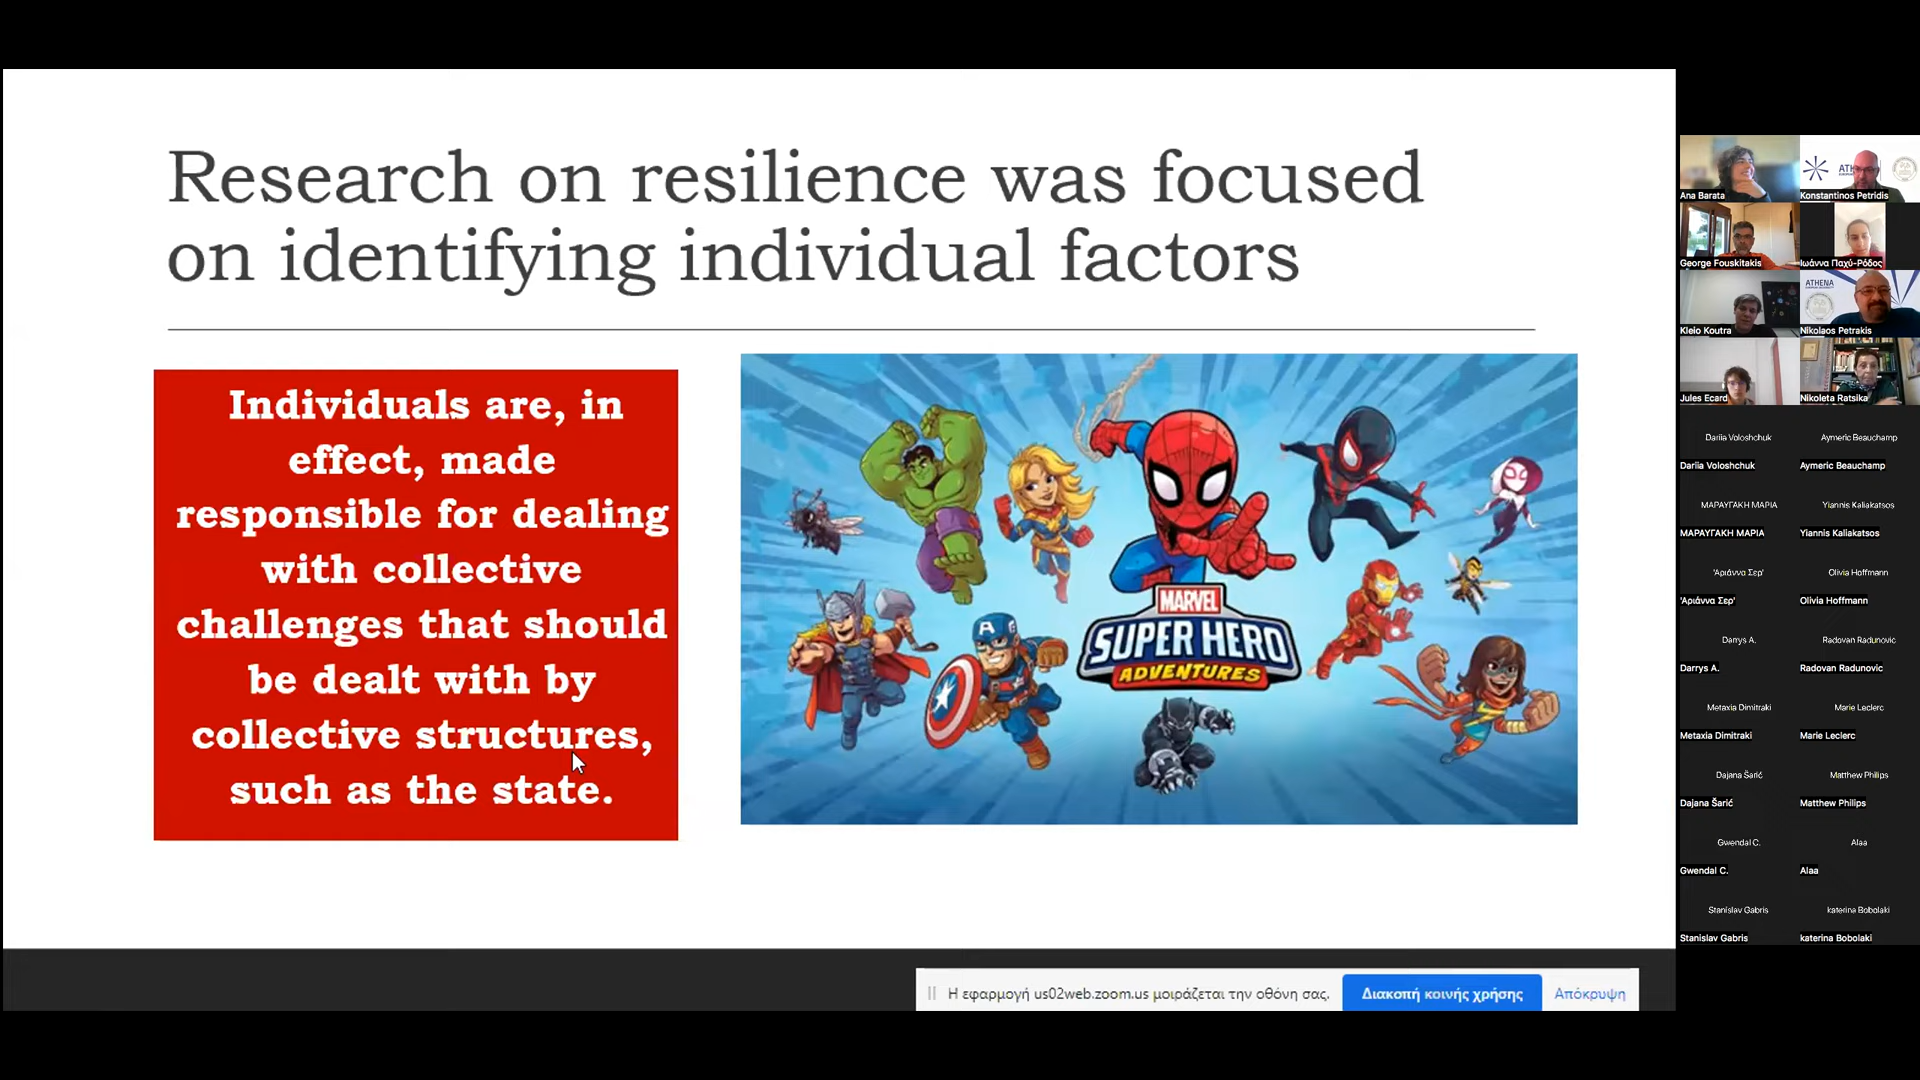 Research on resilience was focused
on identifying individual factors
Individuals are, in
effect, made
responsible for dealing
with collective
challenges that should
be dealt with by
collective structures,
such as the state.
A
MARVEL
SUPER HERO
ADVENTURES
Η εφαρμογή us02web.zoom.us μοιράζεται την οθόνη σας.
Διακοπή κοινής χρήσης
Απόκρυψη
Ana Barata
Konstantinos Petridis
George Fouskitakis
Ιωάννα Παχύ-Ρόδος
ATHENA
Kleio Koutra
Nikolaos Petrakis
Jules Ecard
Nikoleta Ratsika
Dariia Voloshchuk
Aymeric Beauchamp
Dariia Voloshchuk
Aymeric Beauchamp
ΜΑΡΑΥΓΑΚΗ ΜΑΡΙΑ
Yiannis Kaliakatsos
ΜΑΡΑΥΓΑΚΗ ΜΑΡΙΑ
Yiannis Kaliakatsos
'Αριάννα Σερ'
Olivia Hoffmann
'Αριάννα Σερ'
Olivia Hoffmann
Darrys A.
Radovan Radunovic
Darrys A.
Radovan Radunovic
Metaxia Dimitraki
Marie Leclerc
Metaxia Dimitraki
Marie Leclerc
Dajana Šarić
Matthew Philips
Dajana Šarić
Matthew Philips
Gwendal C.
Alaa
Gwendal C.
Alaa
Stanislav Gabris
katerina Bobolaki
Stanislav Gabris
katerina Bobolaki